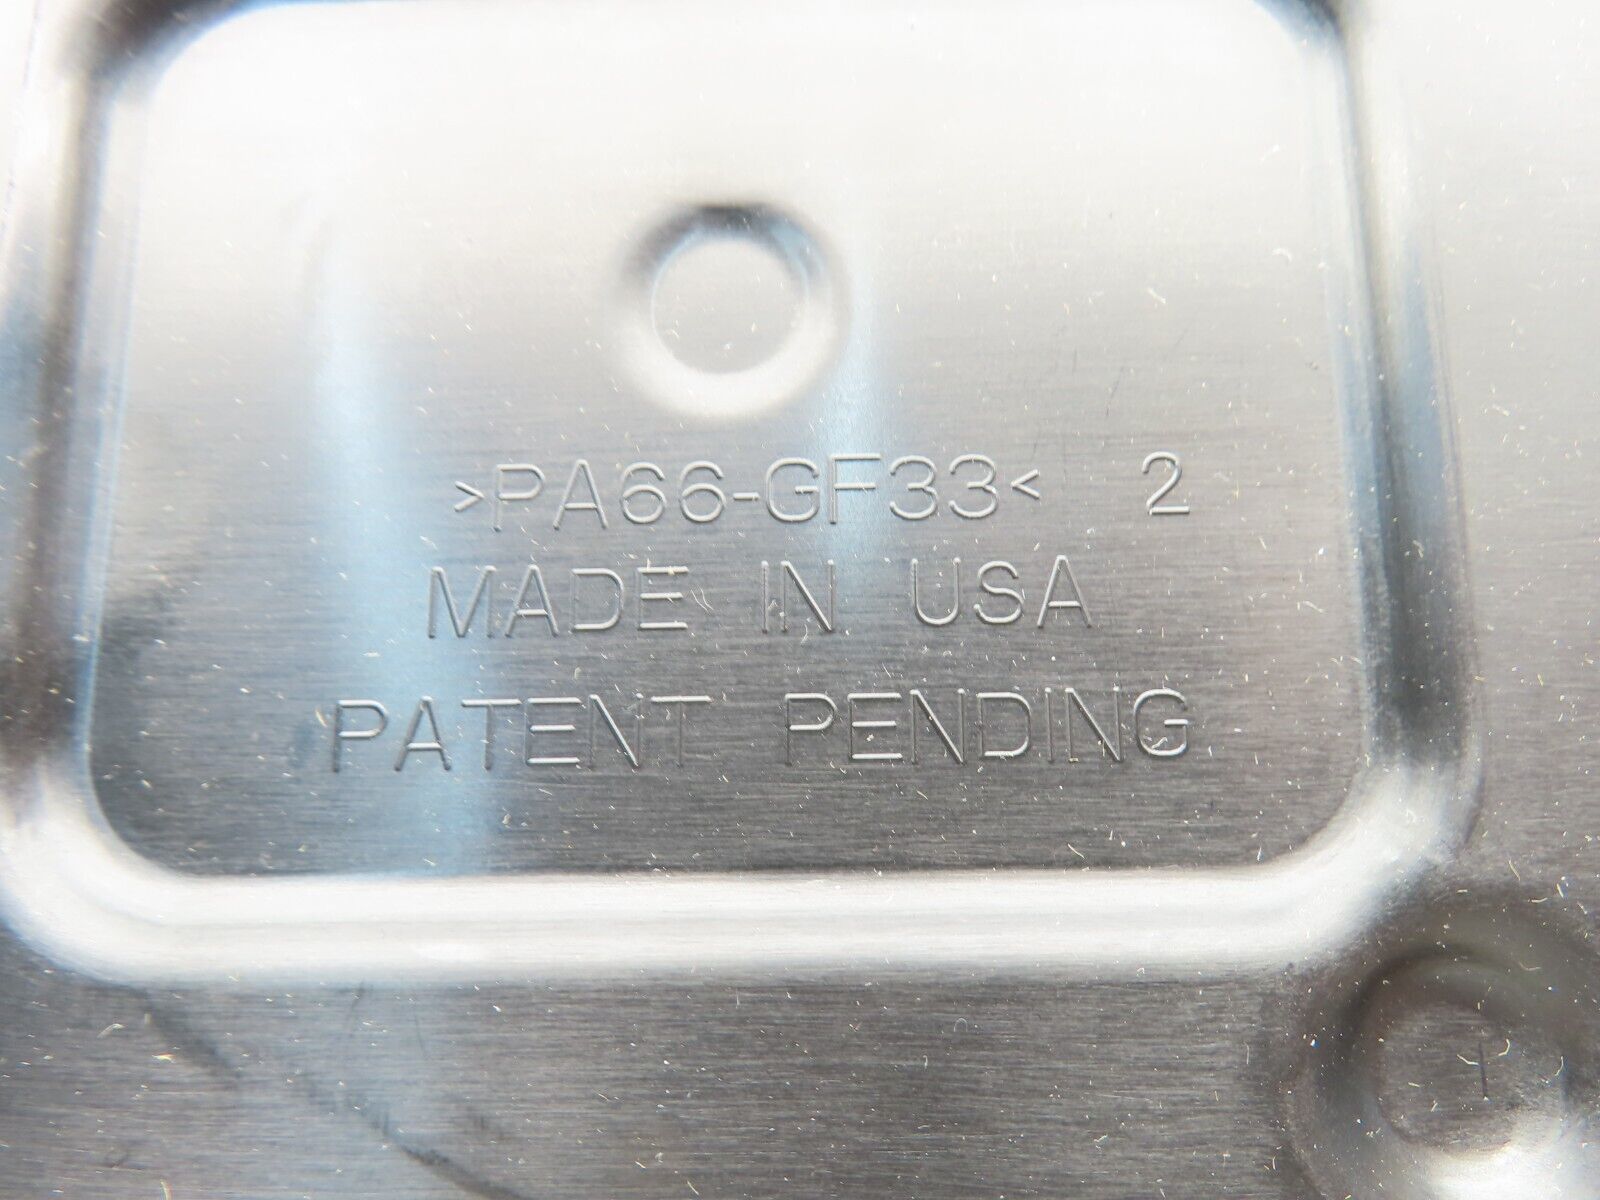 >PA66-GF33< 2
MADE IN USA
PATENT PENDING